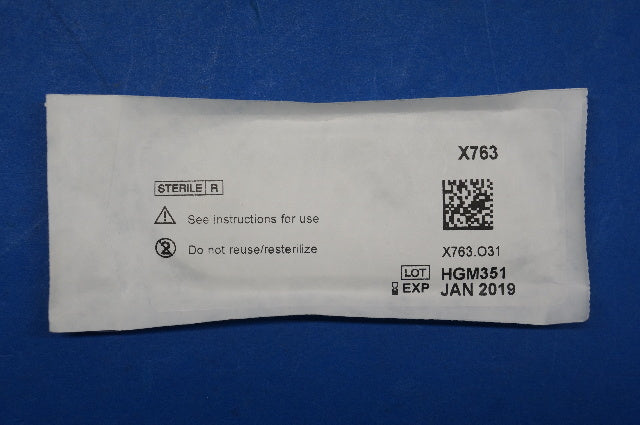 X763
STERILE R
See instructions for use
Do not reuse/resterilize
X763.O31
LOT HGM351
EXP JAN 2019